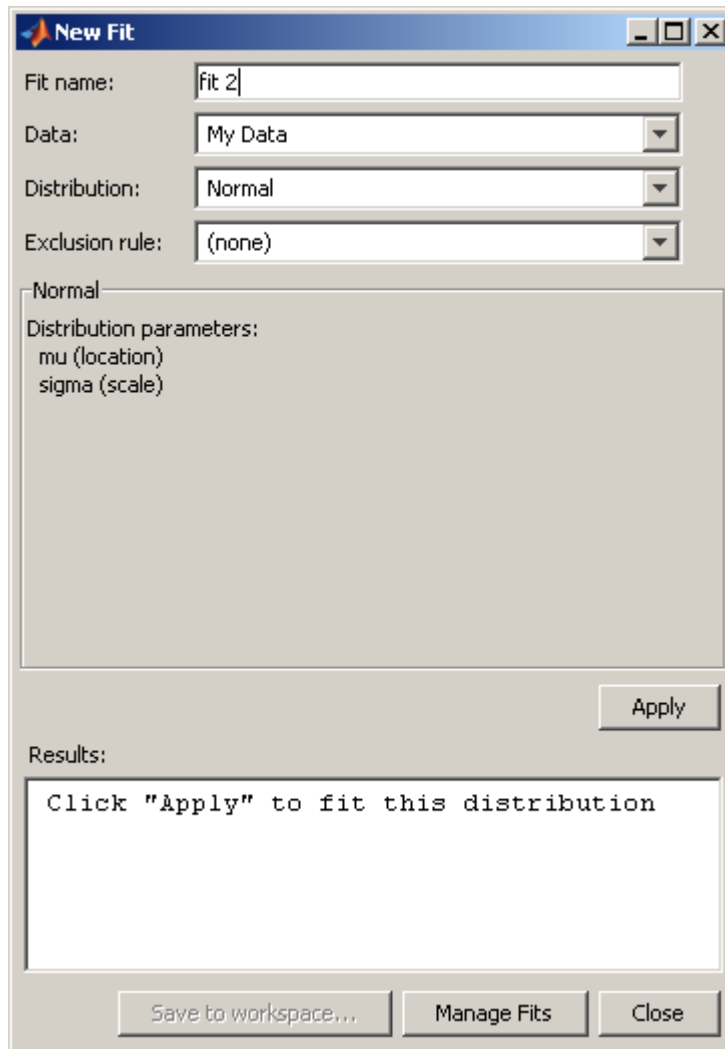 New Fit
Fit name: fit 2
Data: My Data
Distribution: Normal
Exclusion rule: (none)
Normal
Distribution parameters:
mu (location)
sigma (scale)
Apply
Results:
Click "Apply" to fit this distribution
Save to workspace... Manage Fits Close